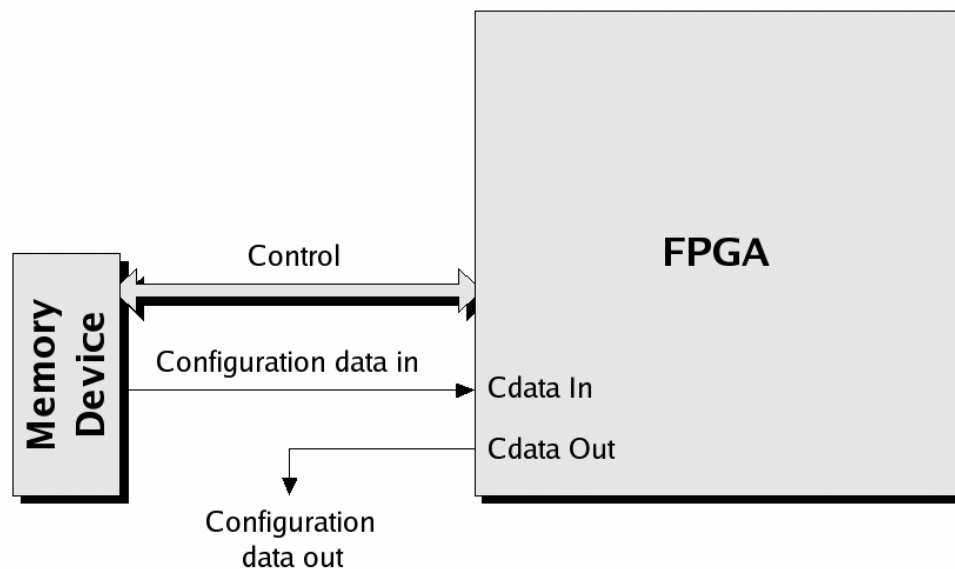 Control
FPGA
Memory
Device
Configuration data in
Cdata In
Cdata Out
Configuration
data out